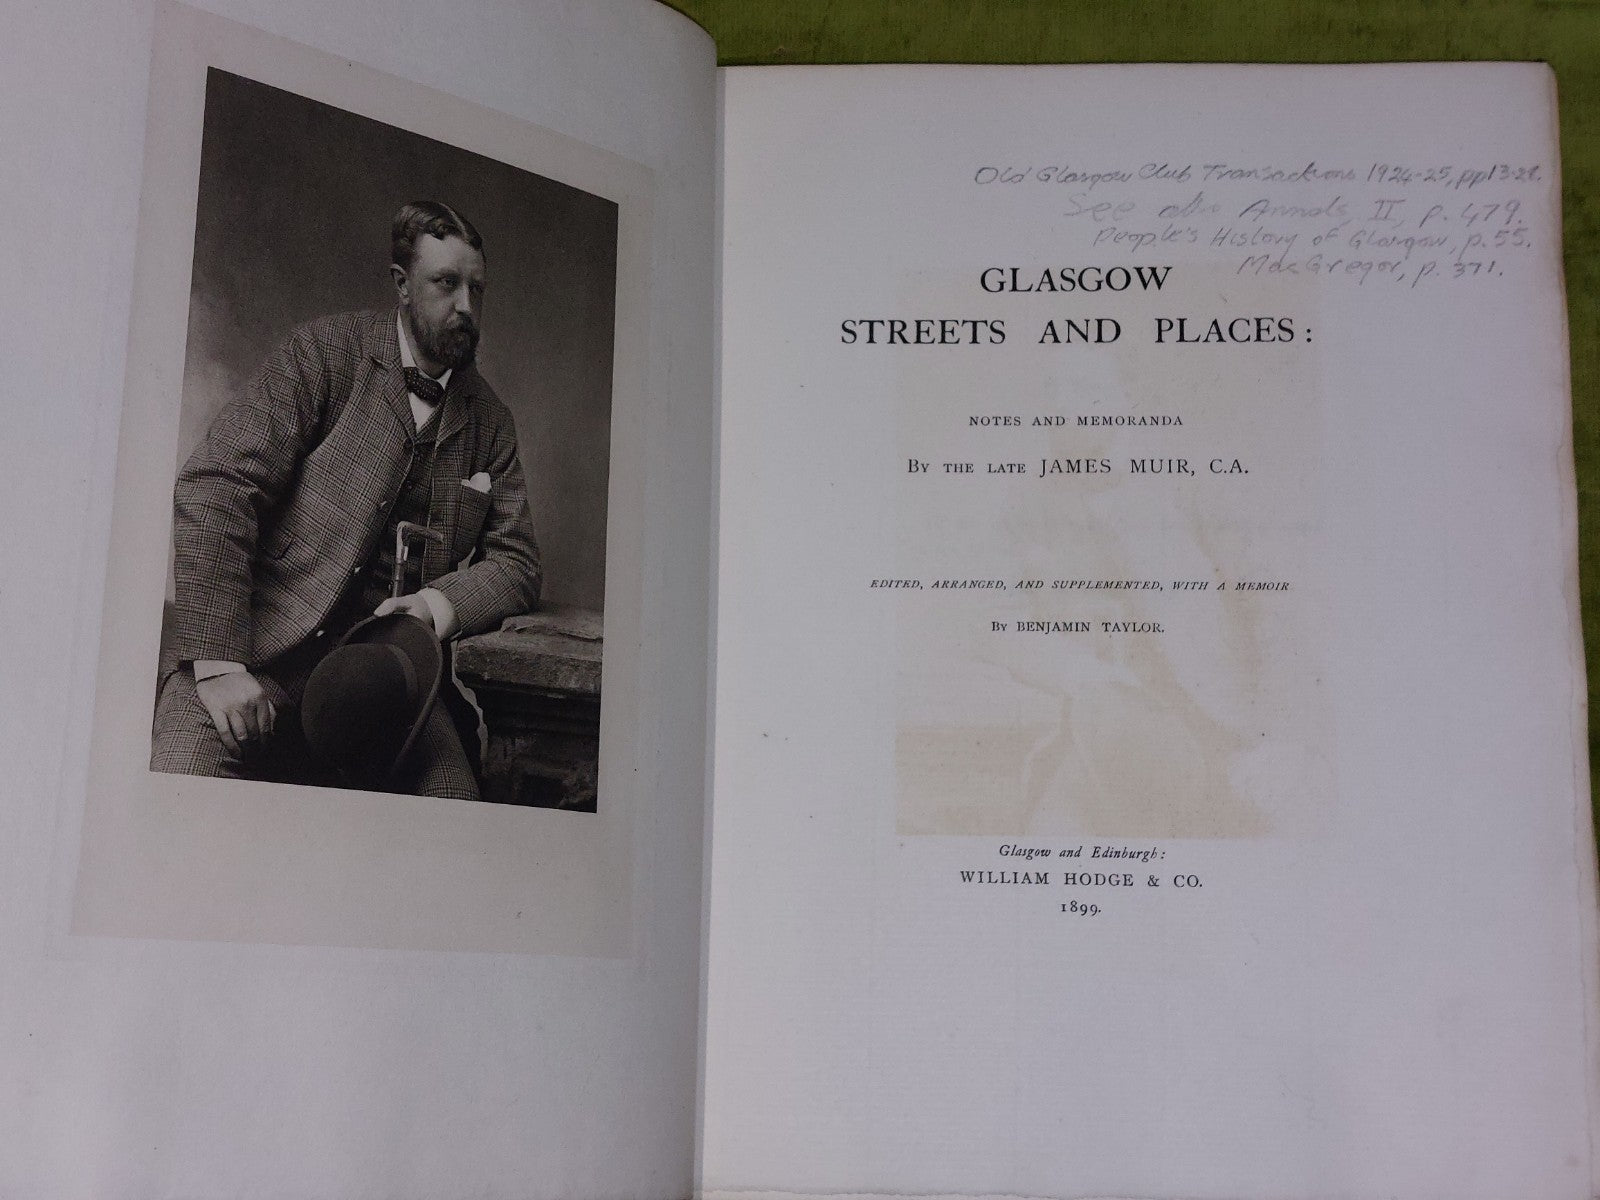 Old Glasgow Club Transactions 1924-25, pp13-28.
See also Annals II, p. 479.
People's History of Glasgow, p. 55.
MacGregor, p. 371.
GLASGOW
STREETS AND PLACES:
NOTES AND MEMORANDA
By the late JAMES MUIR, C.A.
EDITED, ARRANGED, AND SUPPLEMENTED, WITH A MEMOIR
By BENJAMIN TAYLOR.
Glasgow and Edinburgh:
WILLIAM HODGE & CO.
1899.